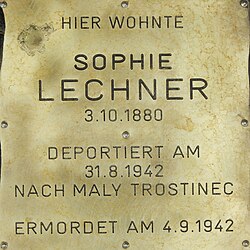 HIER WOHNTE
SOPHIE
LECHNER
3.10.1880
DEPORTIERT AM
31.8.1942
NACH MALY TROSTINEC
ERMORDET AM 4.9.1942